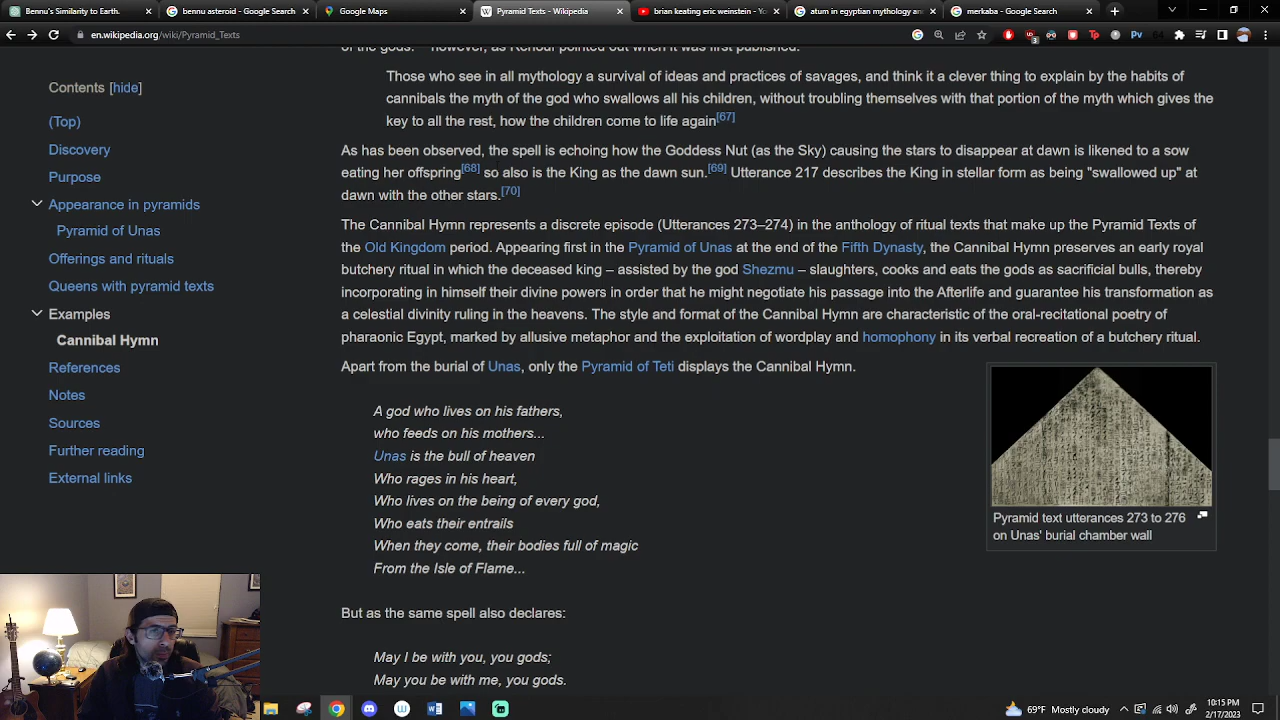 Bennu's Similarity to Earth.
bennu asteroid - Google Search
Google Maps
Pyramid Texts - Wikipedia
brian keating eric weinstein - You
atum in egyptian mythology are
merkaba - Google Search
en.wikipedia.org/wiki/Pyramid_Texts
of the gods." However, as Renouf pointed out when it was first published:
Contents [hide]
(Top)
Discovery
Purpose
Appearance in pyramids
Pyramid of Unas
Offerings and rituals
Queens with pyramid texts
Examples
Cannibal Hymn
References
Notes
Sources
Further reading
External links
Those who see in all mythology a survival of ideas and practices of savages, and think it a clever thing to explain by the habits of
cannibals the myth of the god who swallows all his children, without troubling themselves with that portion of the myth which gives the
key to all the rest, how the children come to life again[67]
As has been observed, the spell is echoing how the Goddess Nut (as the Sky) causing the stars to disappear at dawn is likened to a sow
eating her offspring[68] so also is the King as the dawn sun.[69] Utterance 217 describes the King in stellar form as being "swallowed up" at
dawn with the other stars.[70]
The Cannibal Hymn represents a discrete episode (Utterances 273–274) in the anthology of ritual texts that make up the Pyramid Texts of
the Old Kingdom period. Appearing first in the Pyramid of Unas at the end of the Fifth Dynasty, the Cannibal Hymn preserves an early royal
butchery ritual in which the deceased king – assisted by the god Shezmu – slaughters, cooks and eats the gods as sacrificial bulls, thereby
incorporating in himself their divine powers in order that he might negotiate his passage into the Afterlife and guarantee his transformation as
a celestial divinity ruling in the heavens. The style and format of the Cannibal Hymn are characteristic of the oral-recitational poetry of
pharaonic Egypt, marked by allusive metaphor and the exploitation of wordplay and homophony in its verbal recreation of a butchery ritual.
Apart from the burial of Unas, only the Pyramid of Teti displays the Cannibal Hymn.
A god who lives on his fathers,
who feeds on his mothers...
Unas is the bull of heaven
Who rages in his heart,
Who lives on the being of every god,
Who eats their entrails
When they come, their bodies full of magic
From the Isle of Flame...
Pyramid text utterances 273 to 276
on Unas' burial chamber wall
But as the same spell also declares:
May I be with you, you gods;
May you be with me, you gods.
69°F Mostly cloudy
10:15 PM
2/17/2023